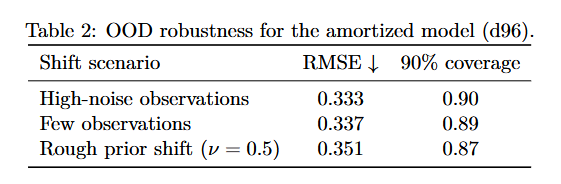 Table 2: OOD robustness for the amortized model (d96).
Shift scenario RMSE ↓ 90% coverage
High-noise observations 0.333 0.90
Few observations 0.337 0.89
Rough prior shift (ν = 0.5) 0.351 0.87